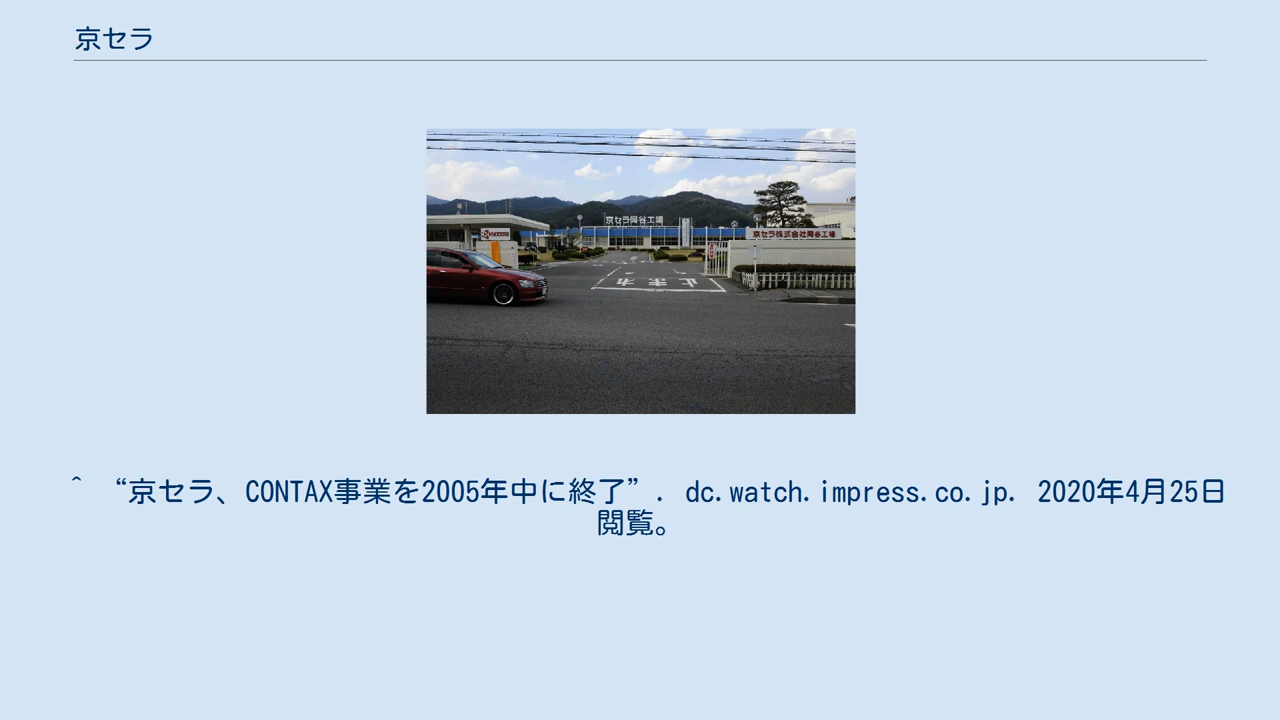 京セラ
京セラ岡谷工場
KYOCERA
京セラ株式会社岡谷工場
止まれ
^ “京セラ、CONTAX事業を2005年中に終了”. dc.watch.impress.co.jp. 2020年4月25日
閲覧。